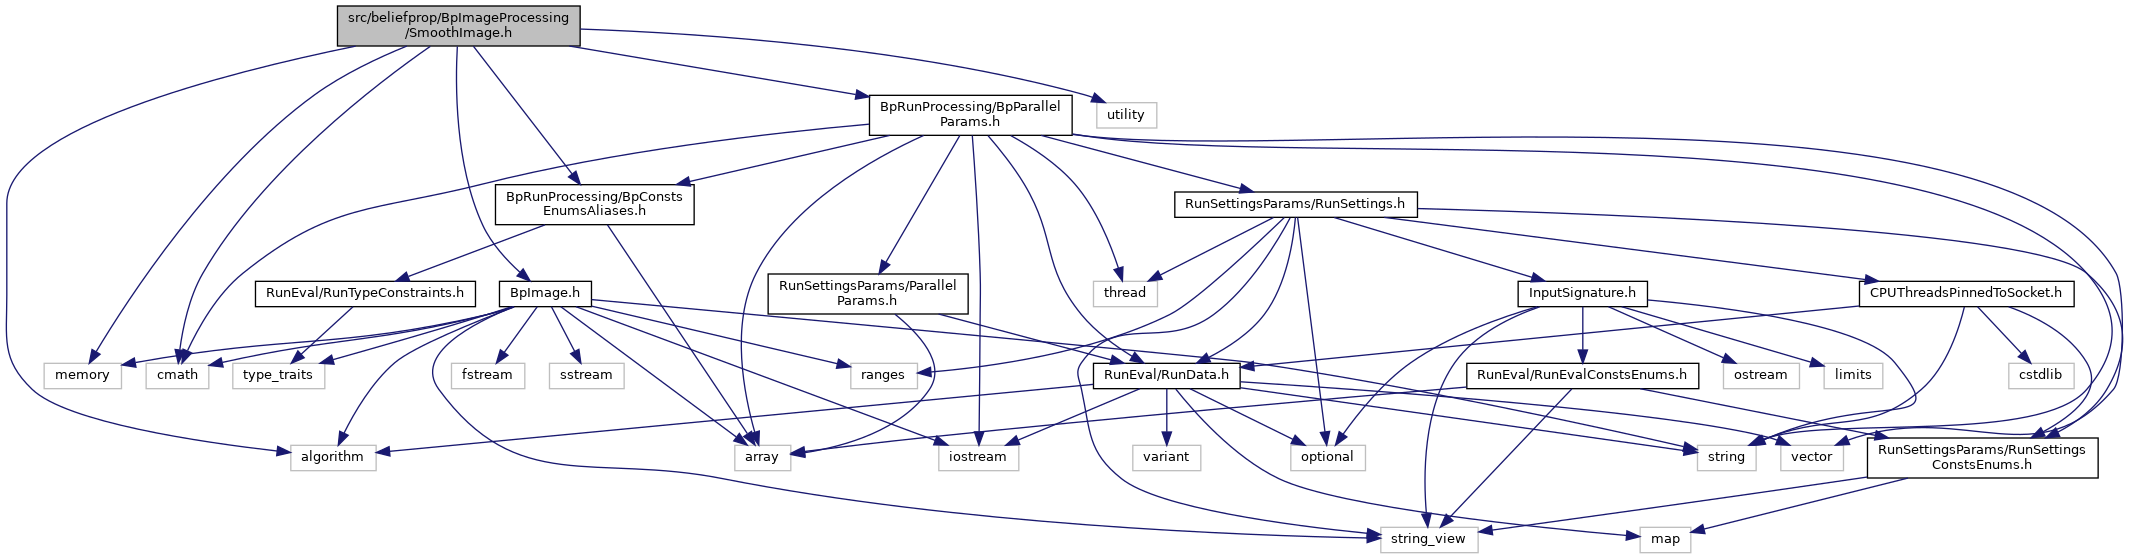 src/beliefprop/BpImageProcessing
/SmoothImage.h
BpRunProcessing/BpParallel
Params.h
utility
BpRunProcessing/BpConsts
EnumsAliases.h
RunSettingsParams/RunSettings.h
RunEval/RunTypeConstraints.h
BpImage.h
RunSettingsParams/Parallel
Params.h
thread
InputSignature.h
CPUThreadsPinnedToSocket.h
memory
cmath
type_traits
fstream
sstream
ranges
RunEval/RunData.h
RunEval/RunEvalConstsEnums.h
ostream
limits
cstdlib
algorithm
array
iostream
variant
optional
string
vector
RunSettingsParams/RunSettings
ConstsEnums.h
string_view
map